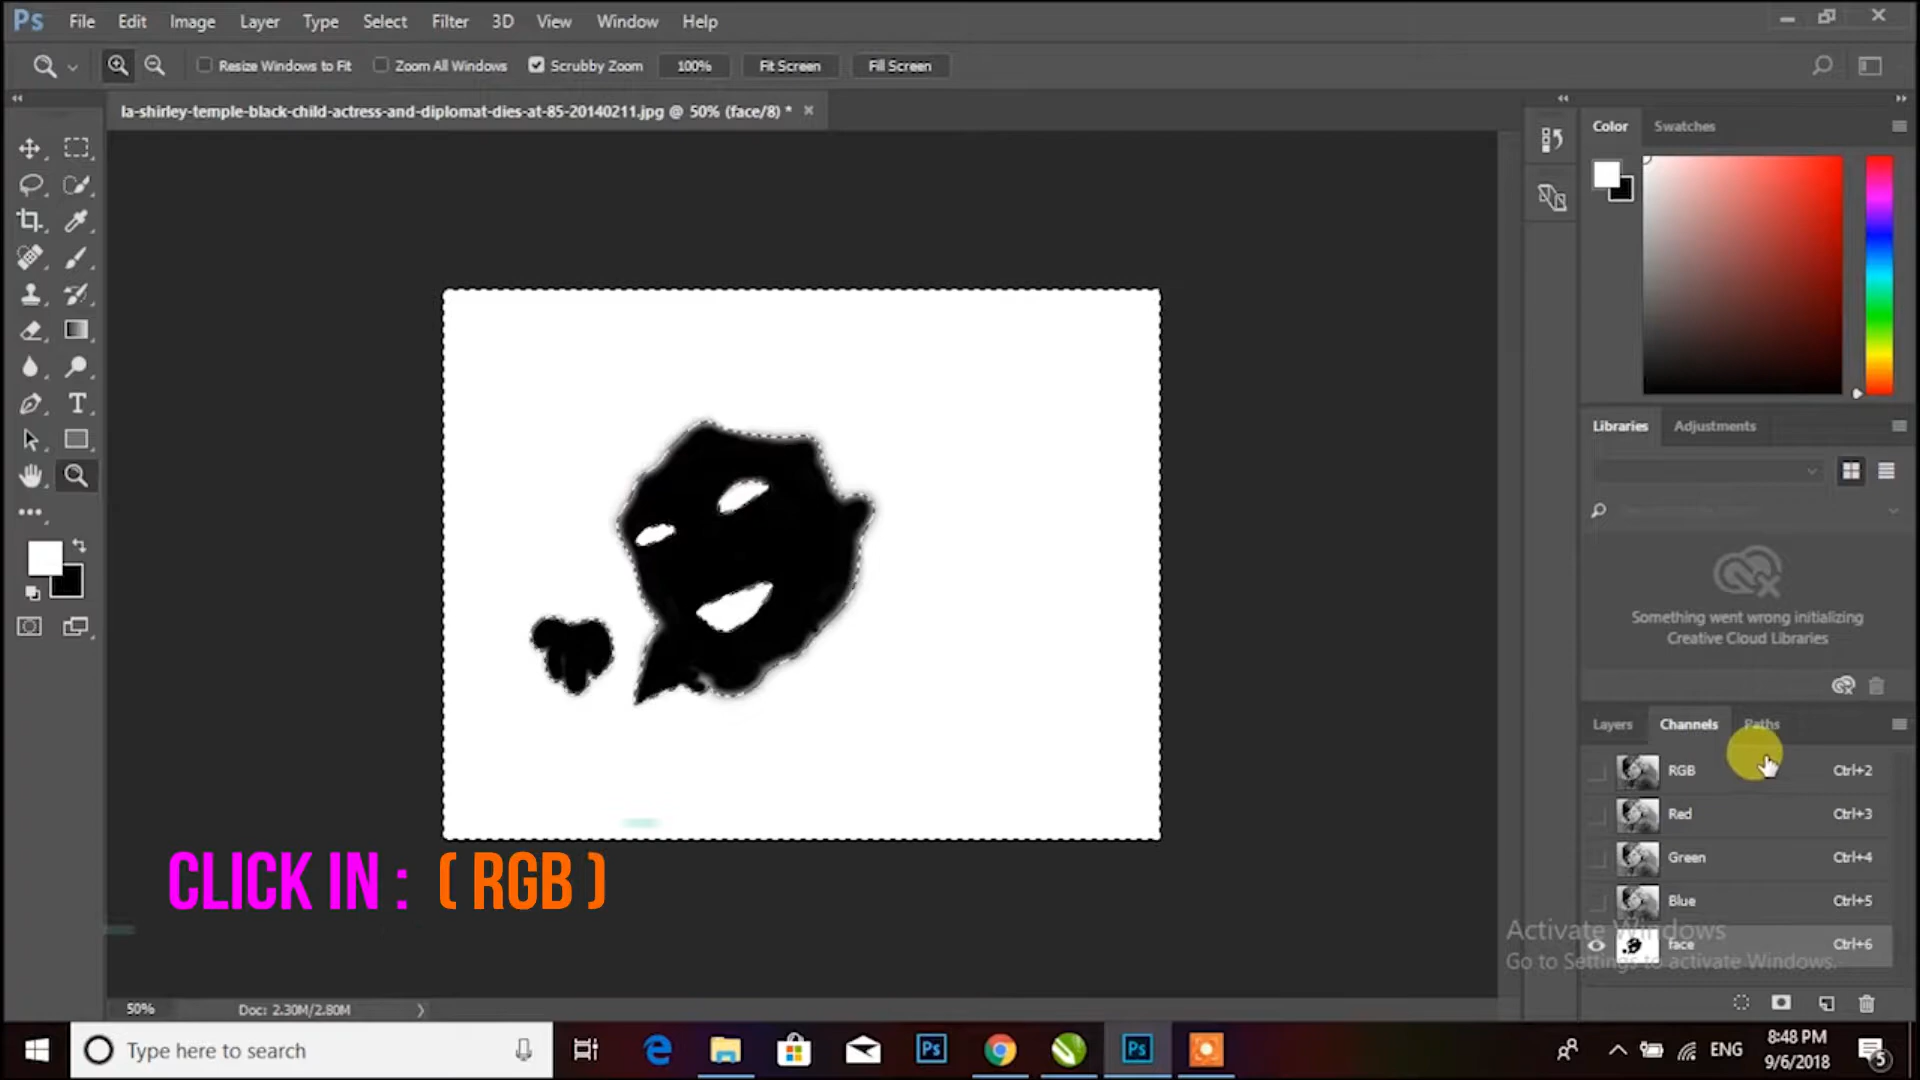 Ps File Edit Image Layer Type Select Filter 3D View Window Help
Resize Windows to Fit Zoom All Windows Scrubby Zoom 100% Fit Screen Fill Screen
la-shirley-temple-black-child-actress-and-diplomat-dies-at-85-20140211.jpg @ 50% (face/8) * ×
Color Swatches
Libraries Adjustments
Something went wrong initializing
Creative Cloud Libraries
Layers Channels Paths
RGB Ctrl+2
Red Ctrl+3
Green Ctrl+4
Blue Ctrl+5
face Ctrl+6
CLICK IN : ( RGB )
Activate Windows
Go to Settings to activate Windows.
50% Doc: 2.30M/2.80M
Type here to search
Ps
Ps
ENG
8:48 PM
9/6/2018
5